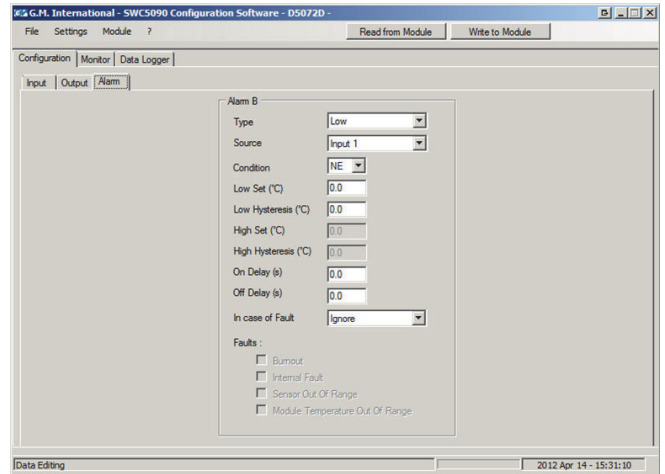 G.M. International - SWC5090 Configuration Software - D5072D -
File Settings Module ? Read from Module Write to Module
Configuration Monitor Data Logger
Input Output Alarm
Alarm B
Type Low
Source Input 1
Condition NE
Low Set (°C) 0.0
Low Hysteresis (°C) 0.0
High Set (°C) 0.0
High Hysteresis (°C) 0.0
On Delay (s) 0.0
Off Delay (s) 0.0
In case of Fault Ignore
Faults :
Burnout
Internal Fault
Sensor Out Of Range
Module Temperature Out Of Range
Data Editing 2012 Apr 14 - 15:31:10